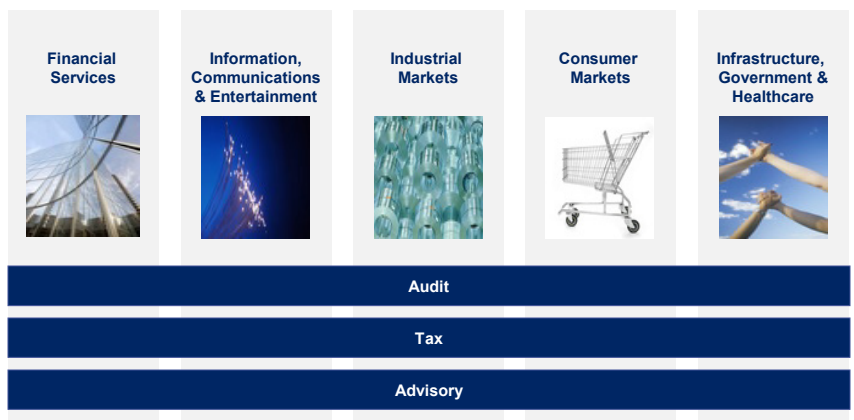 Financial
Services
Information,
Communications
& Entertainment
Industrial
Markets
Consumer
Markets
Infrastructure,
Government &
Healthcare
Audit
Tax
Advisory